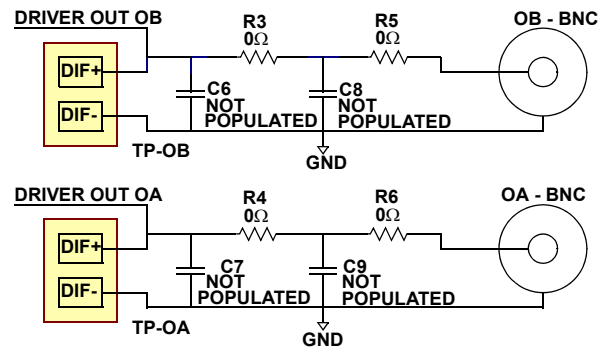 DRIVER OUT OB
R3
0Ω
R5
0Ω
OB - BNC
DIF+
DIF-
C6
NOT
POPULATED
C8
NOT
POPULATED
TP-OB
GND
DRIVER OUT OA
R4
0Ω
R6
0Ω
OA - BNC
DIF+
DIF-
C7
NOT
POPULATED
C9
NOT
POPULATED
TP-OA
GND